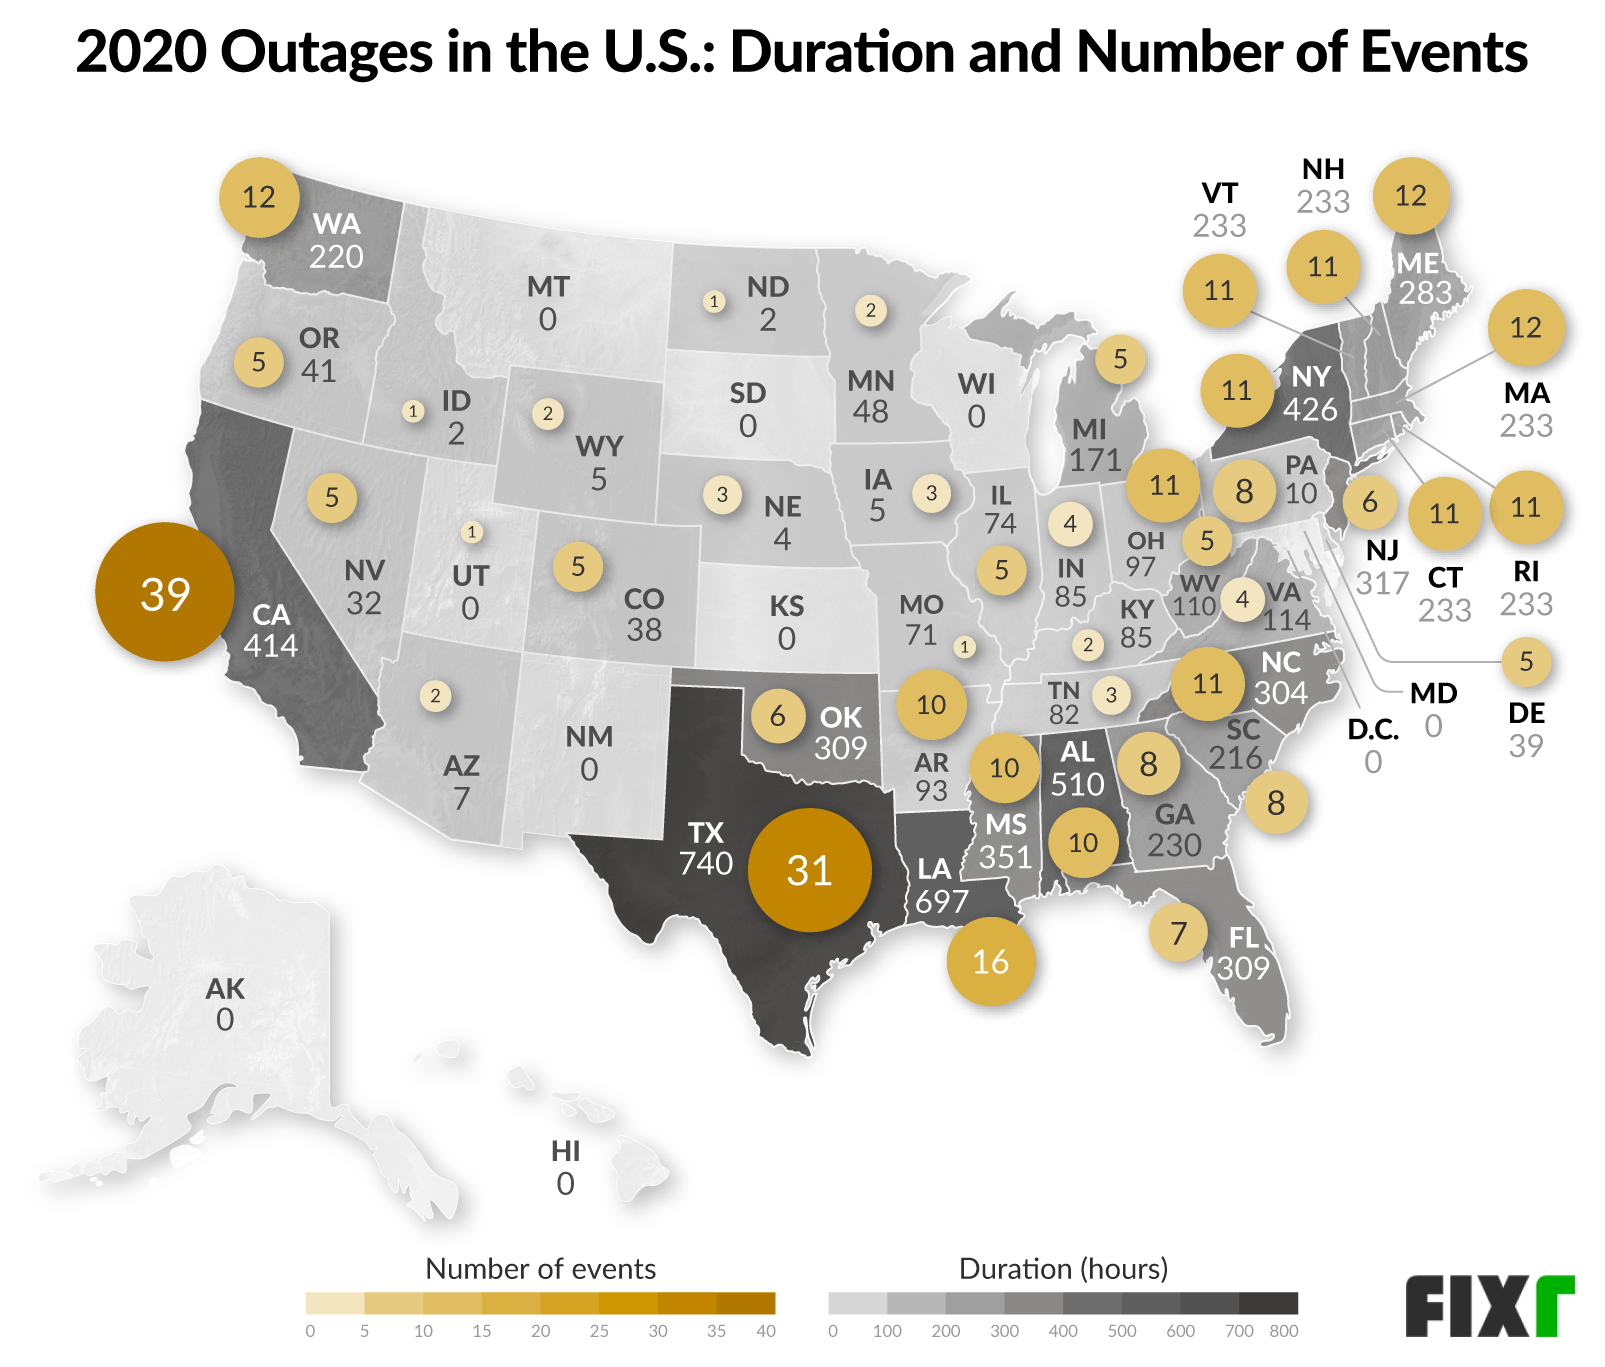 2020 Outages in the U.S.: Duration and Number of Events
12
WA
220
OR
41
5
MT
0
1
ID
2
1
ND
2
2
MN
48
SD
0
WI
0
2
WY
5
3
NE
4
IA
5
3
5
MI
171
VT
233
11
NH
233
11
12
ME
283
12
MA
233
11
NY
426
8
PA
10
6
NJ
317
11
CT
233
11
RI
233
39
CA
414
5
NV
32
1
UT
0
5
CO
38
KS
0
MO
71
1
IL
74
5
4
IN
85
11
OH
97
5
WV
110
4
VA
114
KY
85
2
5
DE
39
MD
0
D.C.
0
2
AZ
7
NM
0
6
OK
309
10
AR
93
TN
82
3
11
NC
304
SC
216
8
TX
740
31
LA
697
16
10
MS
351
AL
510
10
8
GA
230
7
FL
309
AK
0
HI
0
Number of events
0 5 10 15 20 25 30 35 40
Duration (hours)
0 100 200 300 400 500 600 700 800
FIXr